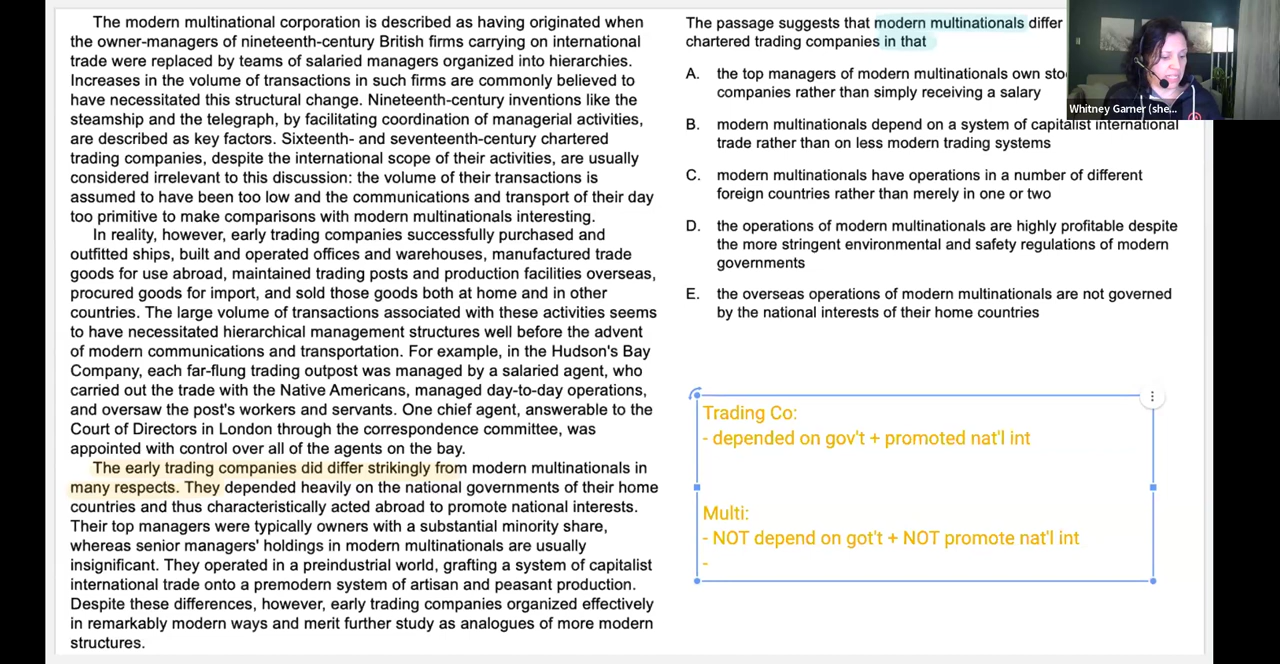 The modern multinational corporation is described as having originated when
the owner-managers of nineteenth-century British firms carrying on international
trade were replaced by teams of salaried managers organized into hierarchies.
Increases in the volume of transactions in such firms are commonly believed to
have necessitated this structural change. Nineteenth-century inventions like the
steamship and the telegraph, by facilitating coordination of managerial activities,
are described as key factors. Sixteenth- and seventeenth-century chartered
trading companies, despite the international scope of their activities, are usually
considered irrelevant to this discussion: the volume of their transactions is
assumed to have been too low and the communications and transport of their day
too primitive to make comparisons with modern multinationals interesting.
In reality, however, early trading companies successfully purchased and
outfitted ships, built and operated offices and warehouses, manufactured trade
goods for use abroad, maintained trading posts and production facilities overseas,
procured goods for import, and sold those goods both at home and in other
countries. The large volume of transactions associated with these activities seems
to have necessitated hierarchical management structures well before the advent
of modern communications and transportation. For example, in the Hudson's Bay
Company, each far-flung trading outpost was managed by a salaried agent, who
carried out the trade with the Native Americans, managed day-to-day operations,
and oversaw the post's workers and servants. One chief agent, answerable to the
Court of Directors in London through the correspondence committee, was
appointed with control over all of the agents on the bay.
The early trading companies did differ strikingly from modern multinationals in
many respects. They depended heavily on the national governments of their home
countries and thus characteristically acted abroad to promote national interests.
Their top managers were typically owners with a substantial minority share,
whereas senior managers' holdings in modern multinationals are usually
insignificant. They operated in a preindustrial world, grafting a system of capitalist
international trade onto a premodern system of artisan and peasant production.
Despite these differences, however, early trading companies organized effectively
in remarkably modern ways and merit further study as analogues of more modern
structures.
The passage suggests that modern multinationals differ
chartered trading companies in that
A. the top managers of modern multinationals own sto
companies rather than simply receiving a salary
B. modern multinationals depend on a system of capitalist international
trade rather than on less modern trading systems
C. modern multinationals have operations in a number of different
foreign countries rather than merely in one or two
D. the operations of modern multinationals are highly profitable despite
the more stringent environmental and safety regulations of modern
governments
E. the overseas operations of modern multinationals are not governed
by the national interests of their home countries
Trading Co:
- depended on gov't + promoted nat'l int
Multi:
- NOT depend on got't + NOT promote nat'l int
-
Whitney Garner (she...